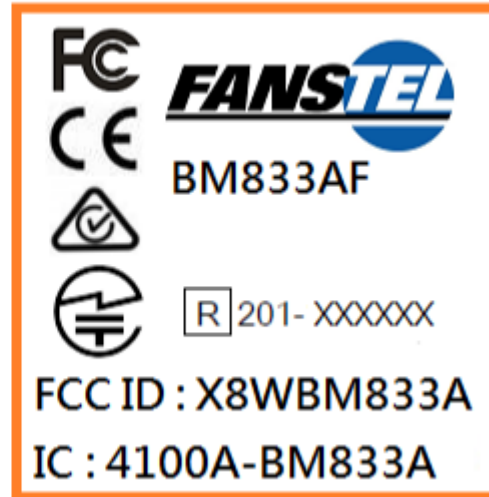 FC
FANSTEL
CE
BM833AF
R 201- XXXXXX
FCC ID : X8WBM833A
IC : 4100A-BM833A